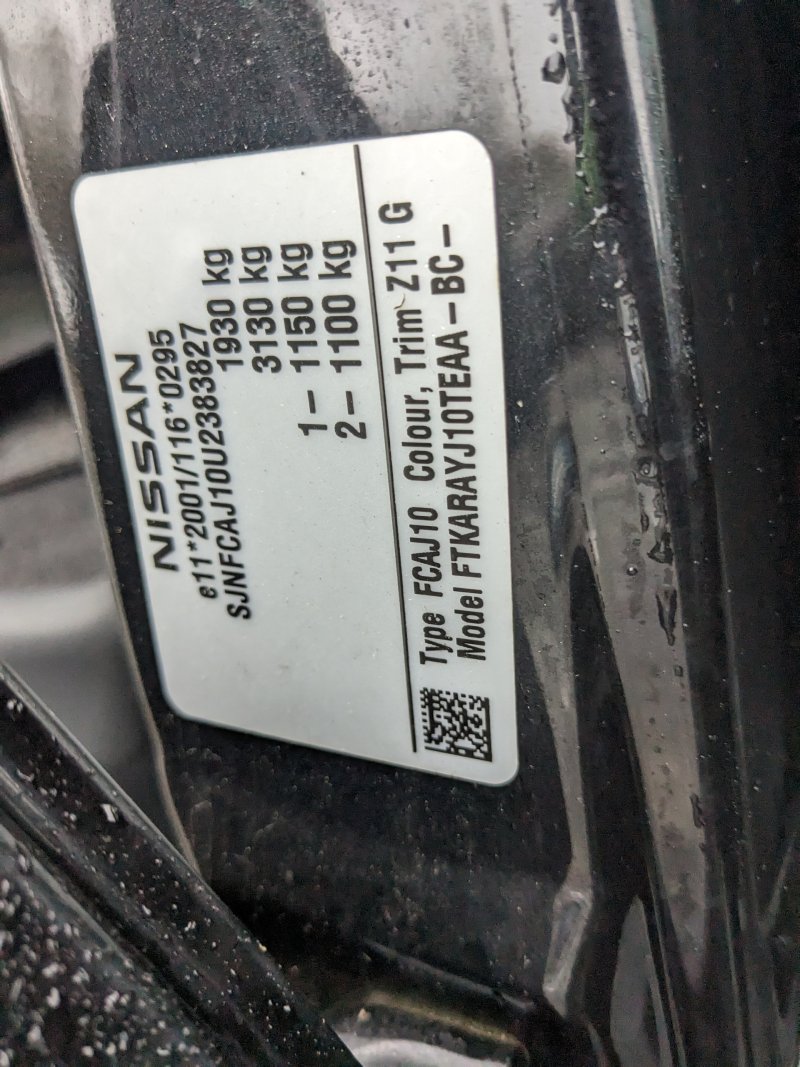 NISSAN
e11*2001/116*0295
SJNFCAJ10U2383827
1930 kg
3130 kg
1– 1150 kg
2– 1100 kg
Type FCAJ10 Colour, Trim Z11 G
Model FTKARAYJ10TEAA – BC –